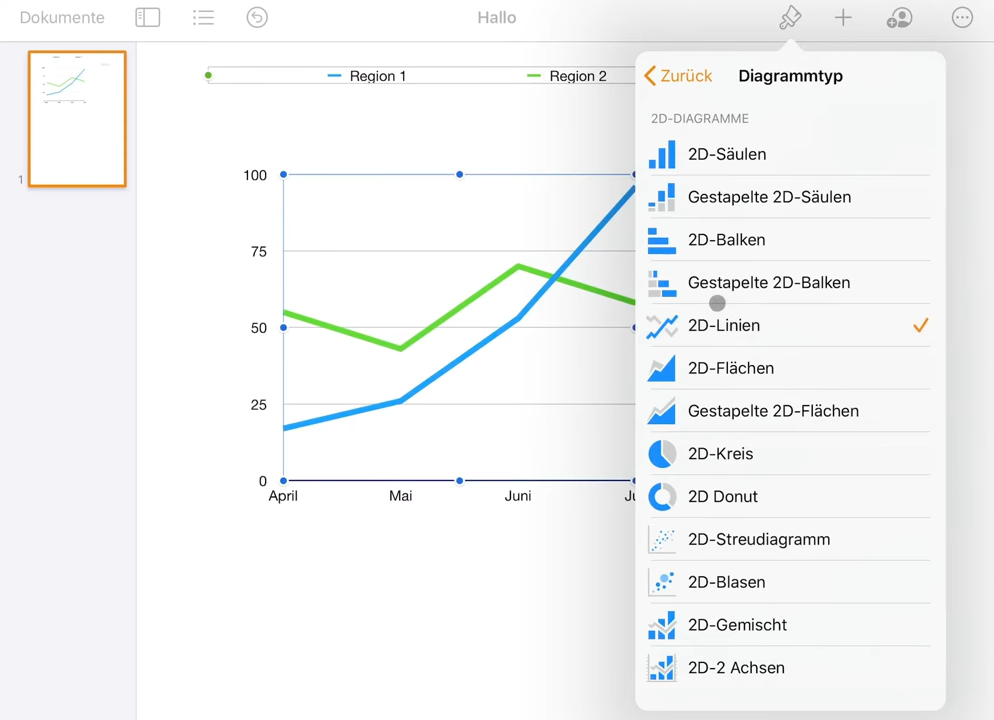 Dokumente
Hallo
Region 1
Region 2
100
75
50
25
0
April
Mai
Juni
1
Zurück
Diagrammtyp
2D-DIAGRAMME
2D-Säulen
Gestapelte 2D-Säulen
2D-Balken
Gestapelte 2D-Balken
2D-Linien
2D-Flächen
Gestapelte 2D-Flächen
2D-Kreis
2D Donut
2D-Streudiagramm
2D-Blasen
2D-Gemischt
2D-2 Achsen